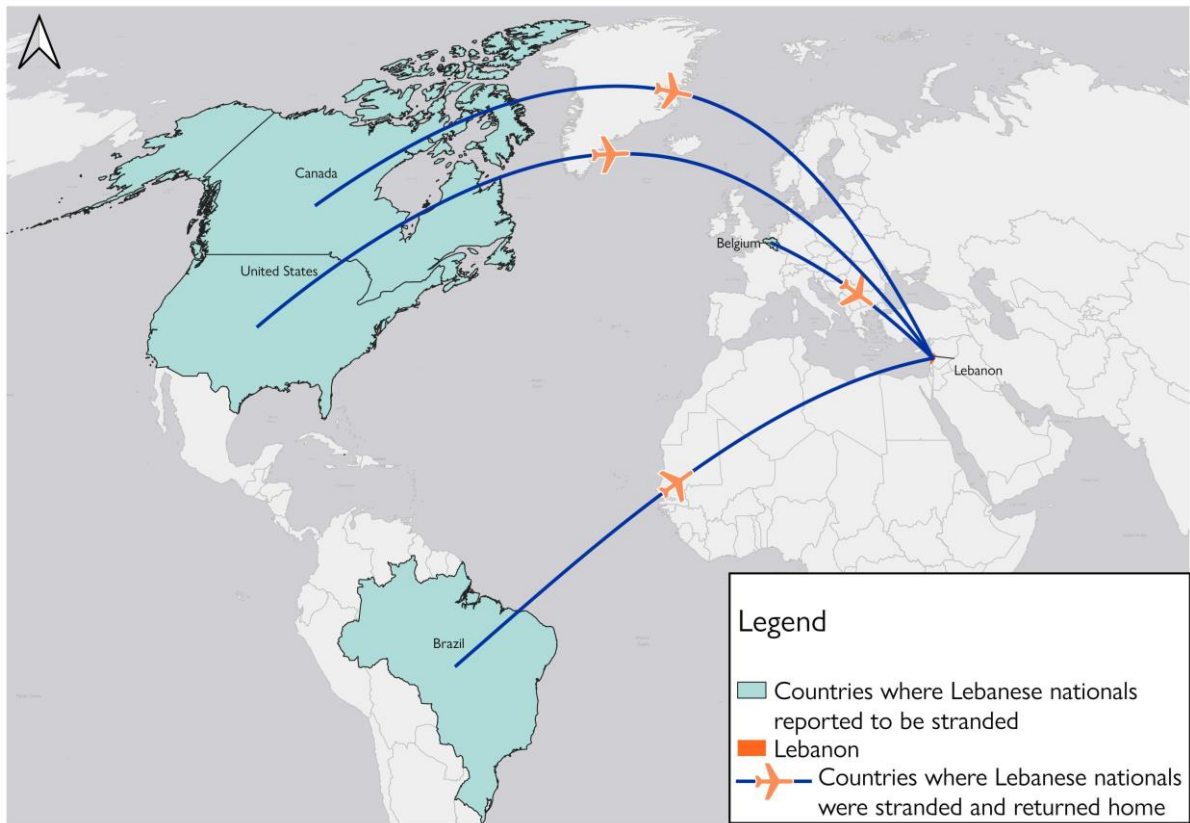 Canada
United States
Belgium
Lebanon
Brazil
Legend
Countries where Lebanese nationals
reported to be stranded
Lebanon
Countries where Lebanese nationals
were stranded and returned home